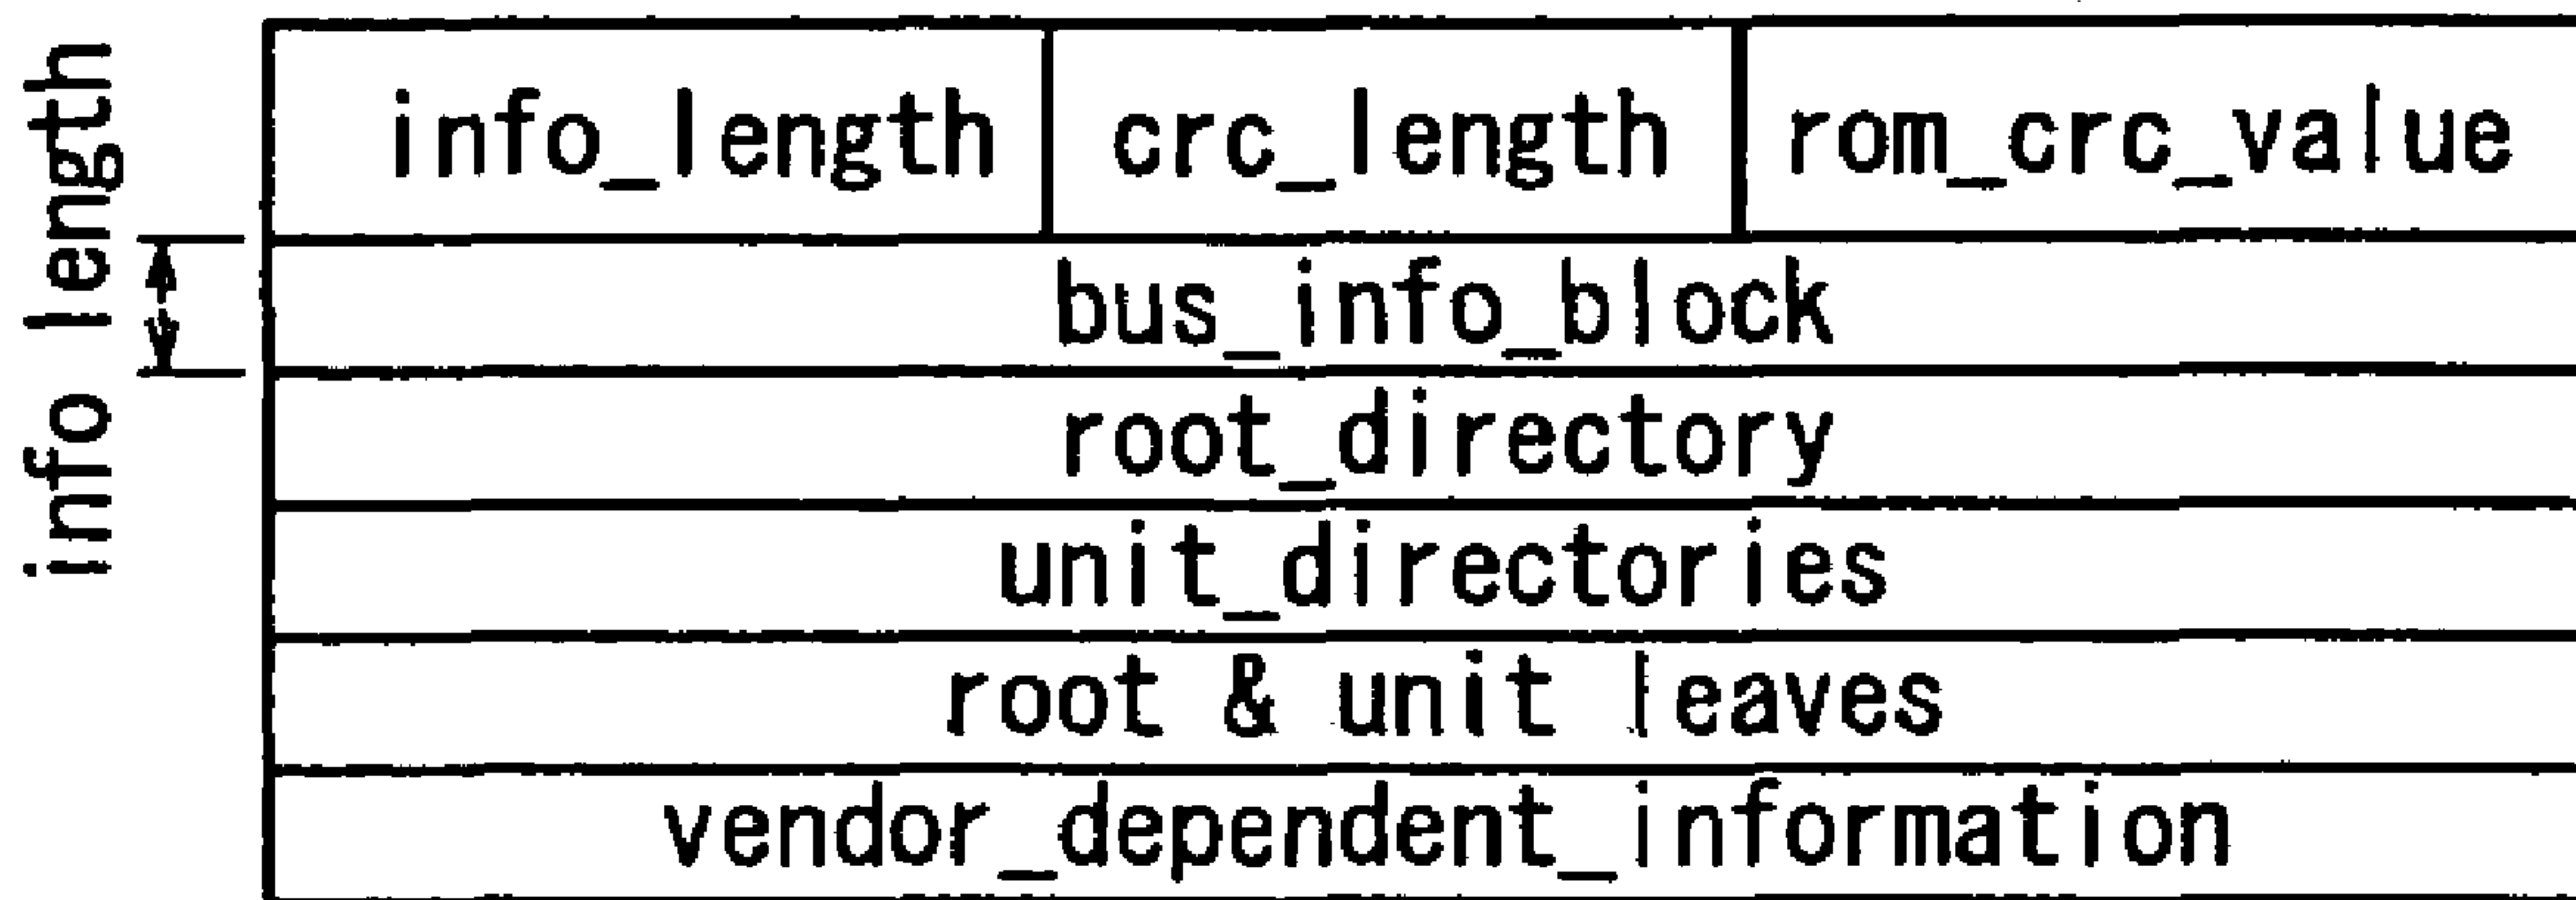 info length
info_length crc_length rom_crc_value
bus_info_block
root_directory
unit_directories
root & unit leaves
vendor_dependent_information